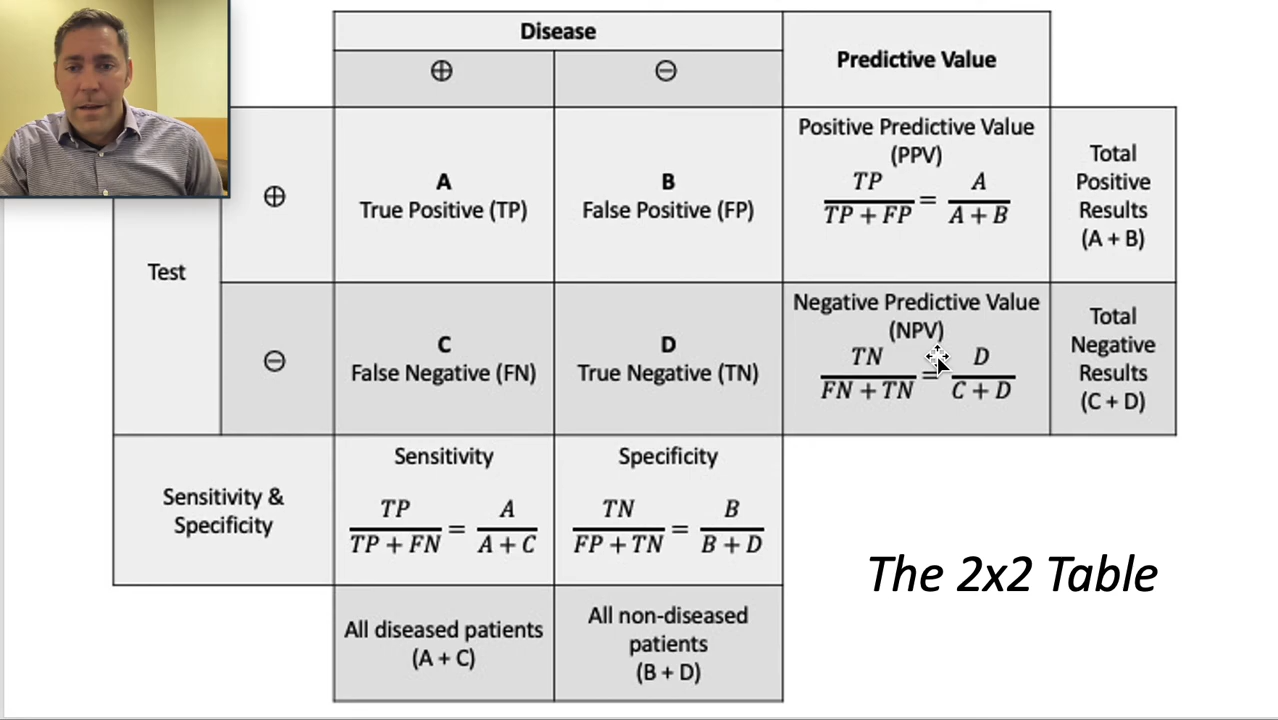 Disease
Predictive Value
⊕ ⊖
Test
⊕
A
True Positive (TP)
B
False Positive (FP)
Positive Predictive Value
(PPV)
TP / TP + FP = A / A + B
Total
Positive
Results
(A + B)
⊖
C
False Negative (FN)
D
True Negative (TN)
Negative Predictive Value
(NPV)
TN / FN + TN = D / C + D
Total
Negative
Results
(C + D)
Sensitivity &
Specificity
Sensitivity
TP / TP + FN = A / A + C
Specificity
TN / FP + TN = B / B + D
All diseased patients
(A + C)
All non-diseased
patients
(B + D)
The 2x2 Table